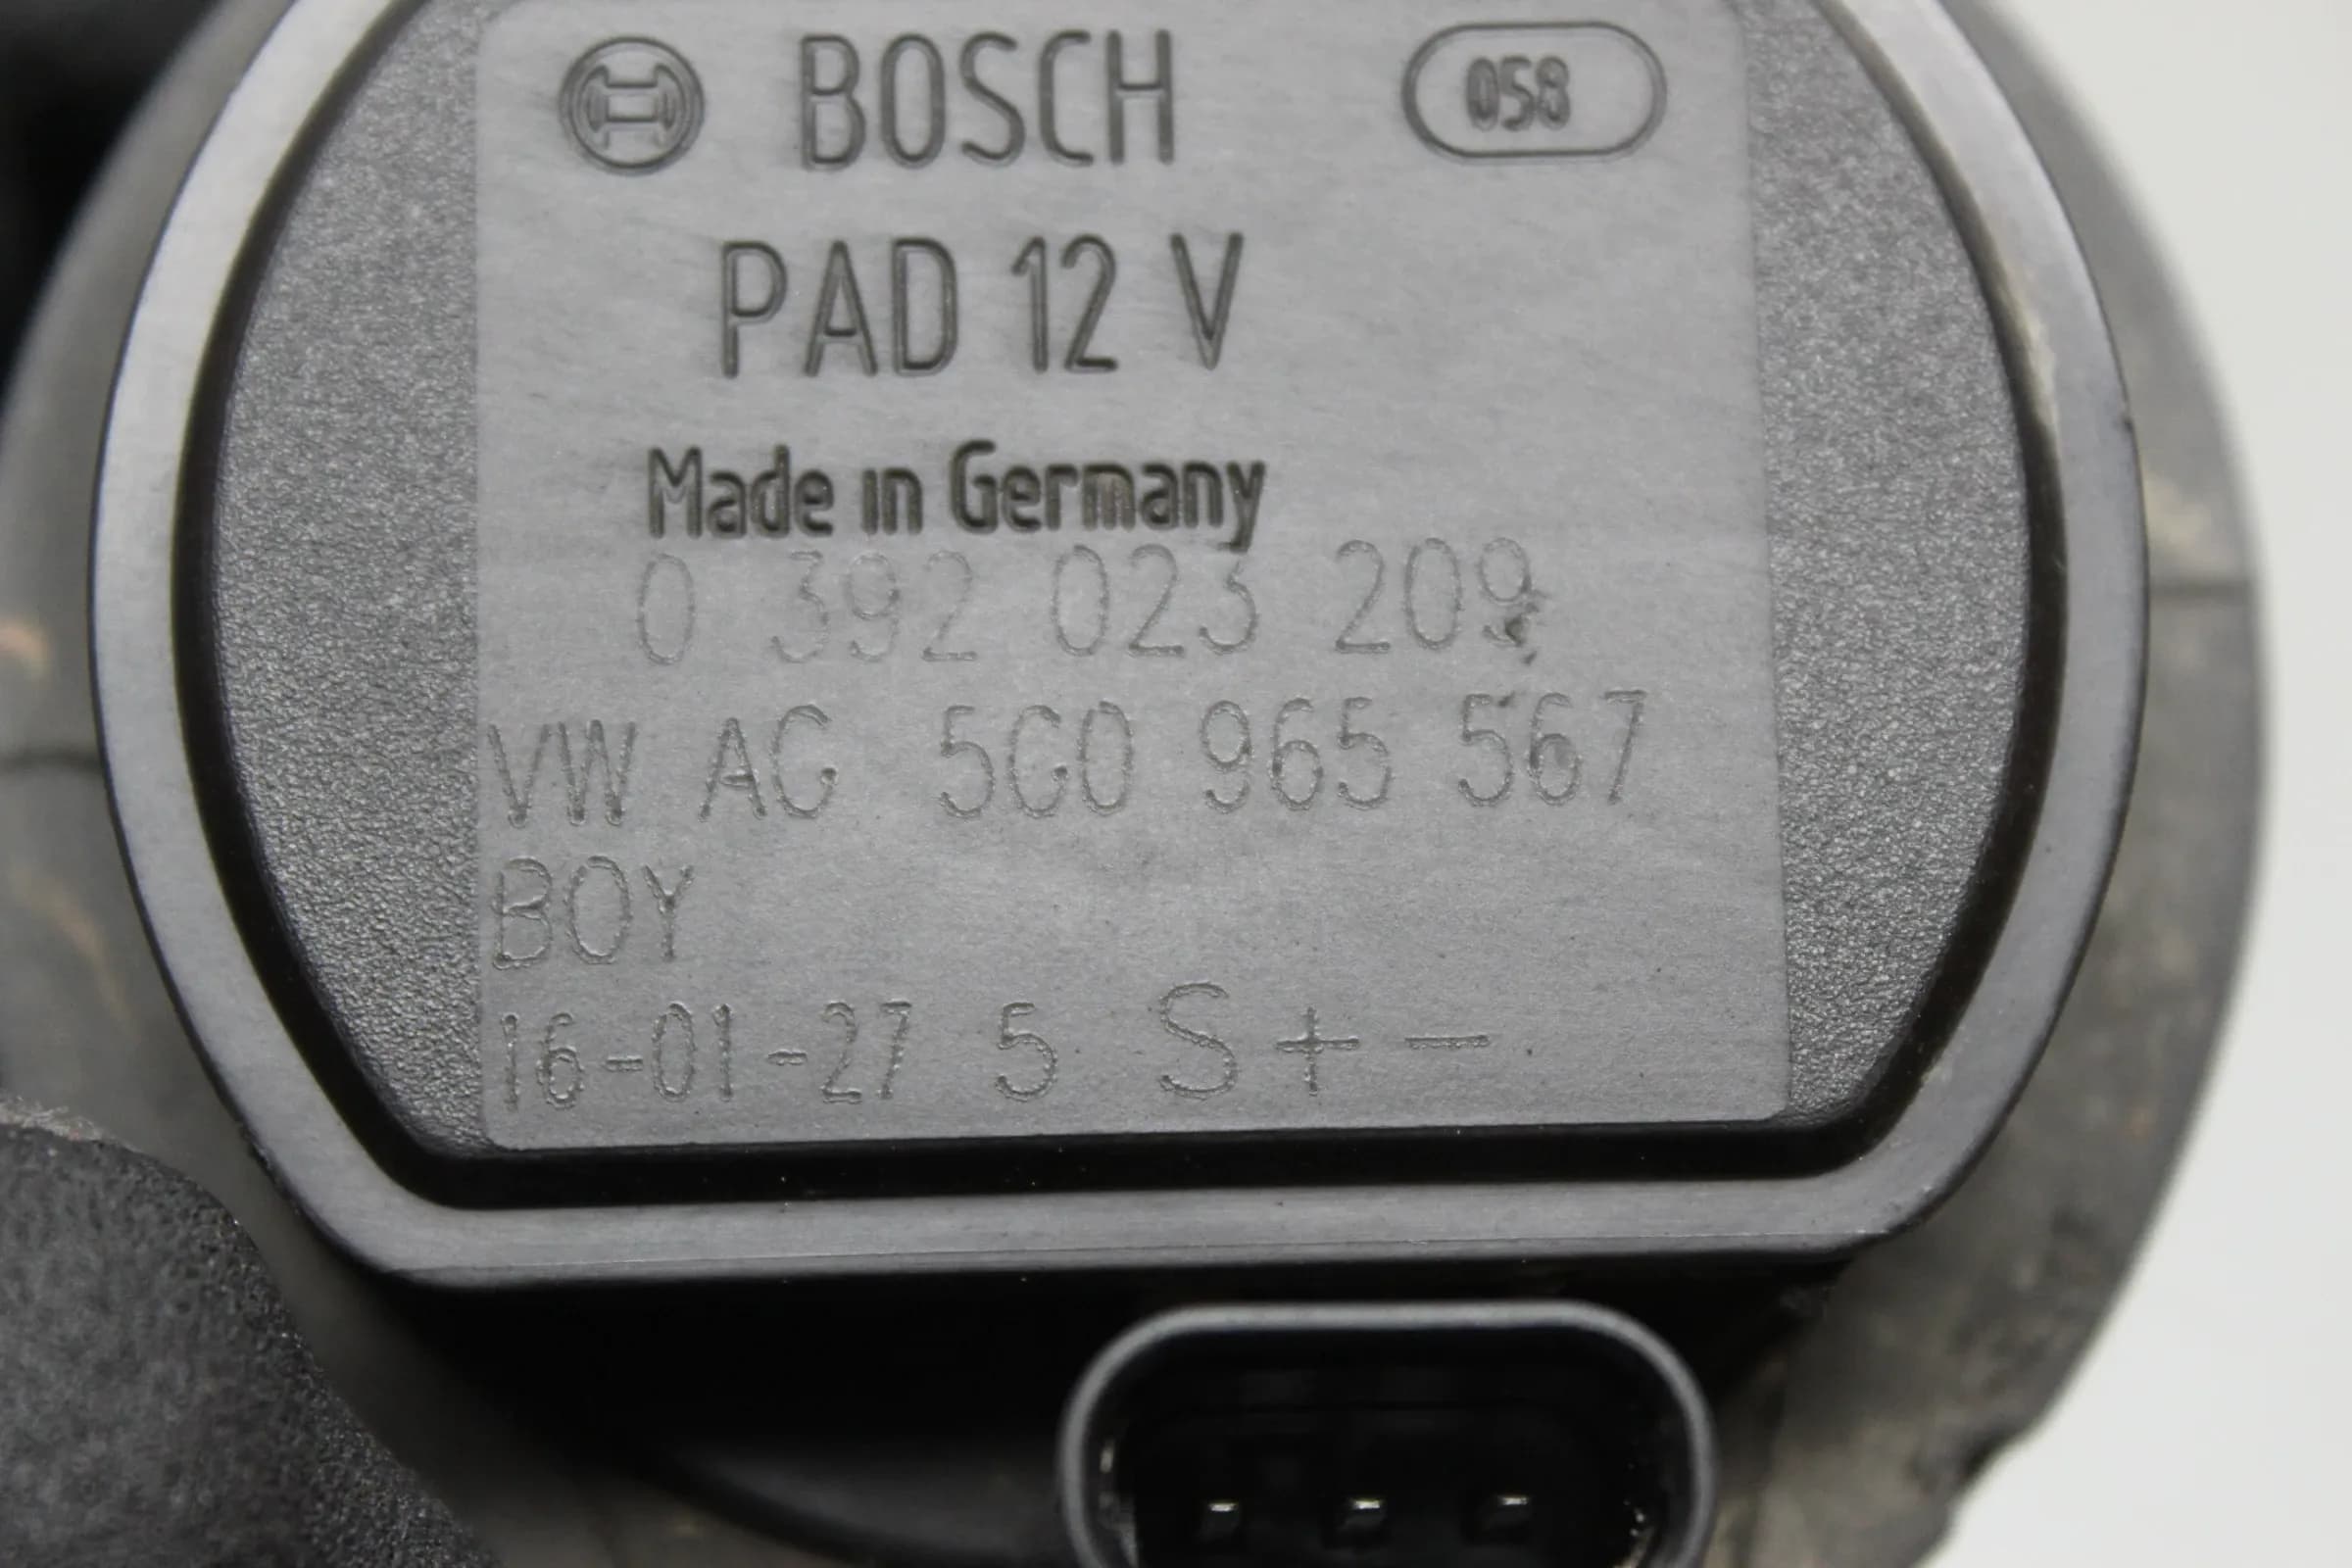 BOSCH 058
PAD 12 V
Made in Germany
0 392 023 209
VW AG 5G0 965 567
BOY
16-01-27 5 S + -